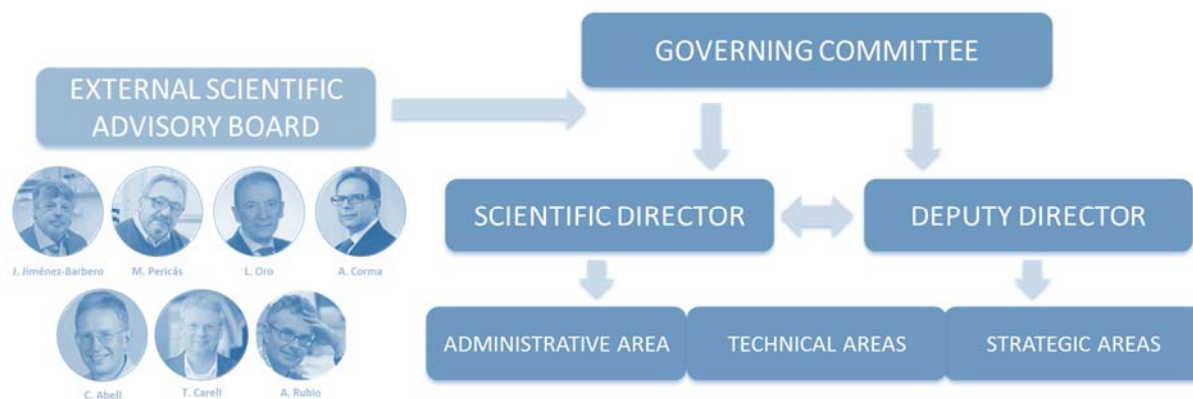 GOVERNING COMMITTEE
EXTERNAL SCIENTIFIC
ADVISORY BOARD
J. Jiménez-Barbero
M. Pericás
L. Oro
A. Corma
C. Abell
T. Carell
A. Rubio
SCIENTIFIC DIRECTOR
DEPUTY DIRECTOR
ADMINISTRATIVE AREA
TECHNICAL AREAS
STRATEGIC AREAS